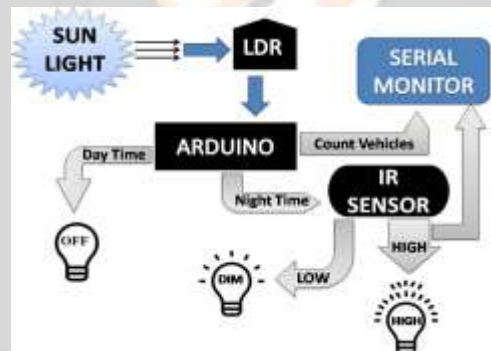 SUN
LIGHT
LDR
SERIAL
MONITOR
Day Time
ARDUINO
Count Vehicles
Night Time
IR
SENSOR
OFF
DIM
LOW
HIGH
HIGH